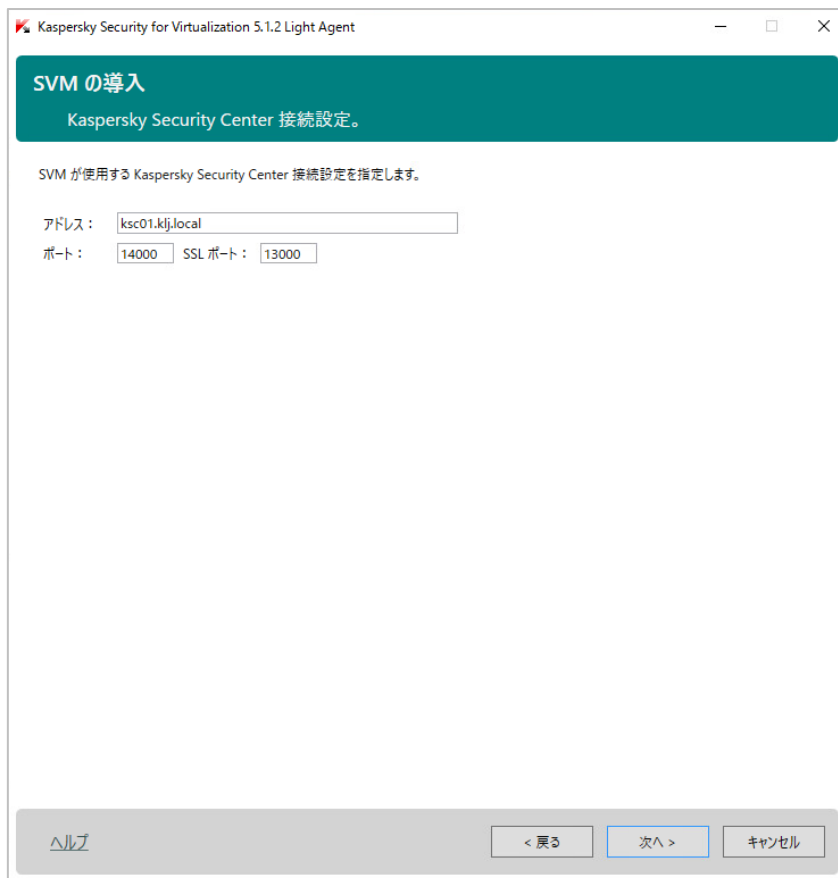 Kaspersky Security for Virtualization 5.1.2 Light Agent
SVM の導入
Kaspersky Security Center 接続設定。
SVM が使用する Kaspersky Security Center 接続設定を指定します。
アドレス： ksc01.klj.local
ポート： 14000 SSL ポート： 13000
ヘルプ < 戻る 次へ > キャンセル